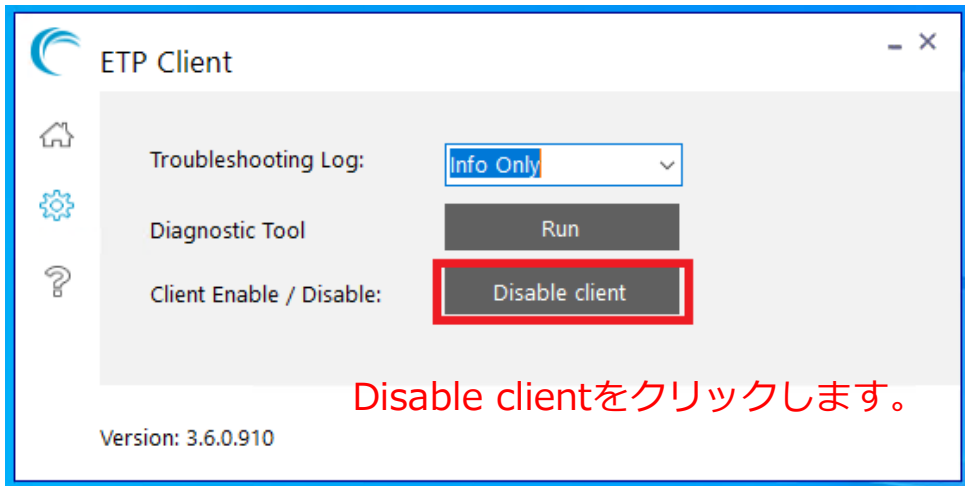 ETP Client
Troubleshooting Log: Info Only
Diagnostic Tool Run
Client Enable / Disable: Disable client
Disable clientをクリックします。
Version: 3.6.0.910